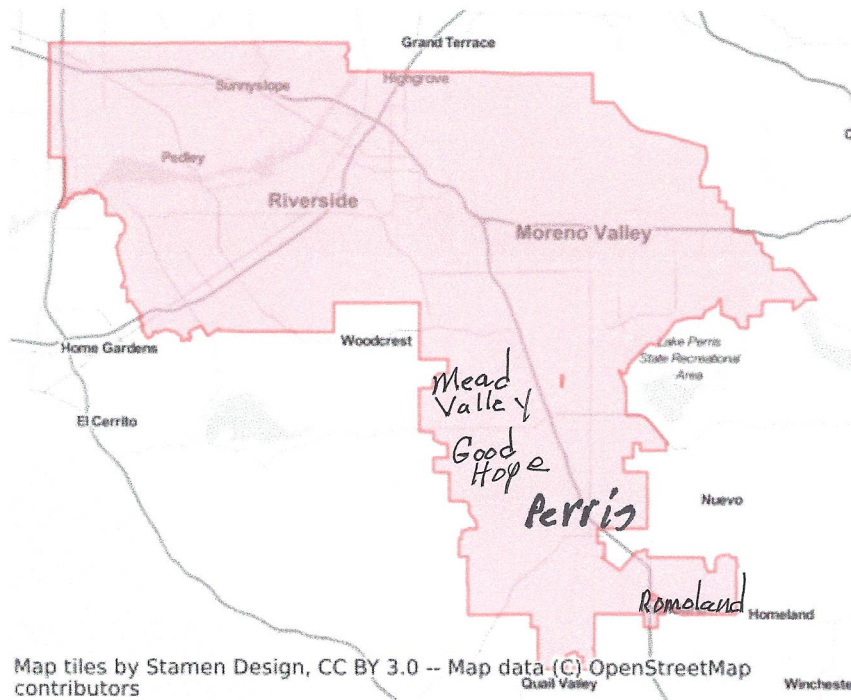 Grand Terrace
Sunnyslope
Highgrove
Pedley
Riverside
Moreno Valley
Home Gardens
Woodcrest
Lake Perris
State Recreational
Area
Mead
Valley
El Cerrito
Good
Hope
Perris
Nuevo
Romoland
Homeland
Map tiles by Stamen Design, CC BY 3.0 -- Map data (C) OpenStreetMap
contributors
Quail Valley